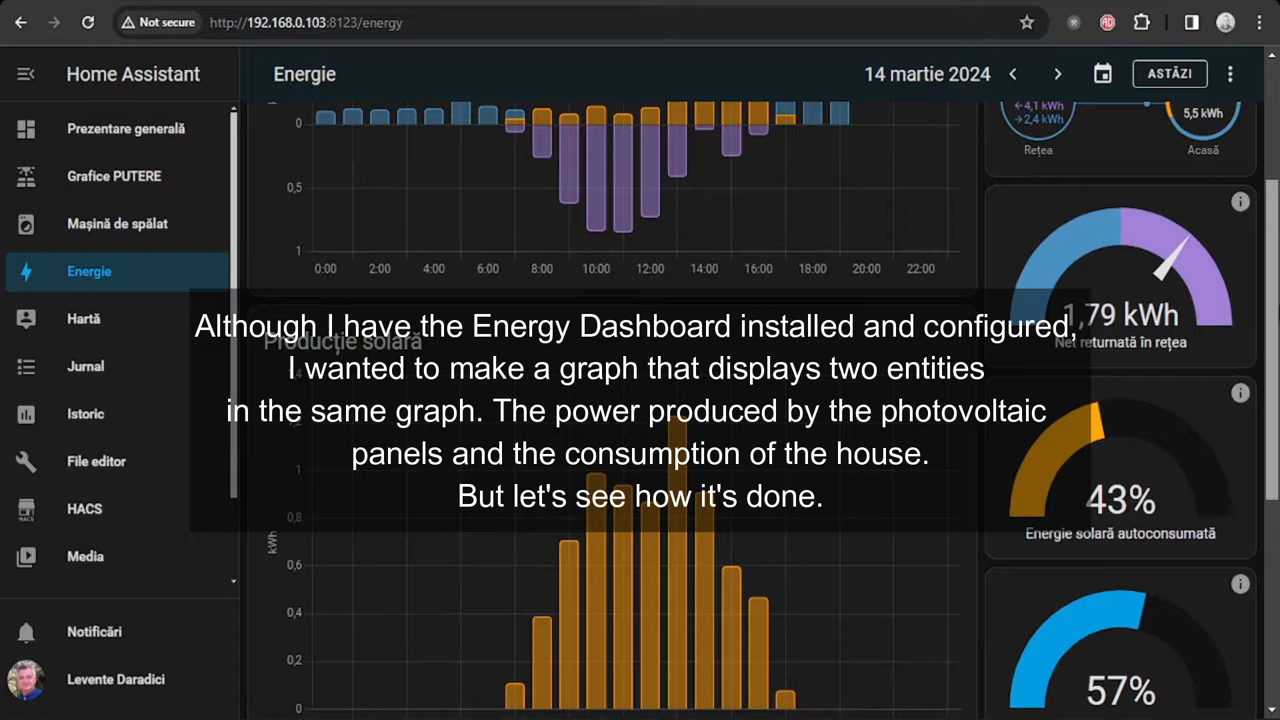 Not secure
http://192.168.0.103:8123/energy
Home Assistant
Prezentare generală
Grafice PUTERE
Mașină de spălat
Energie
Hartă
Jurnal
Istoric
File editor
HACS
HACS
Media
Notificări
Levente Daradici
Energie
14 martie 2024
ASTĂZI
0
0,5
1
0:00 2:00 4:00 6:00 8:00 10:00 12:00 14:00 16:00 18:00 20:00 22:00
←4,1 kWh
→2,4 kWh
Rețea
5,5 kWh
Acasă
1,79 kWh
Net returnată în rețea
Producție solară
Although I have the Energy Dashboard installed and configured,
I wanted to make a graph that displays two entities
in the same graph. The power produced by the photovoltaic
panels and the consumption of the house.
But let's see how it's done.
1
0,8
0,6
0,4
0,2
0
kWh
43%
Energie solară autoconsumată
57%